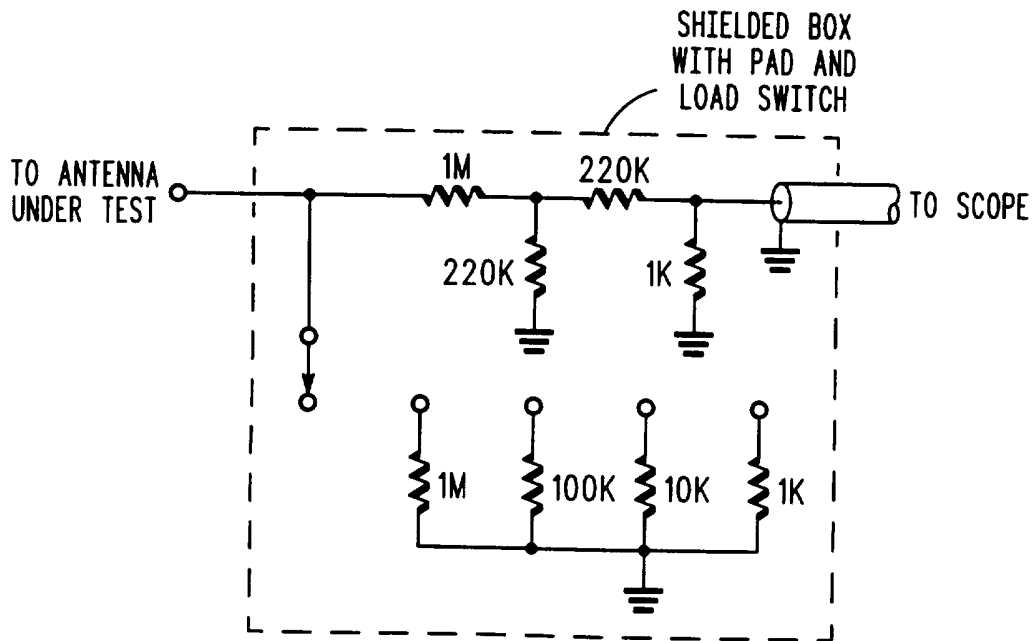 SHIELDED BOX
WITH PAD AND
LOAD SWITCH
TO ANTENNA
UNDER TEST
1M
220K
TO SCOPE
220K
1K
1M
100K
10K
1K